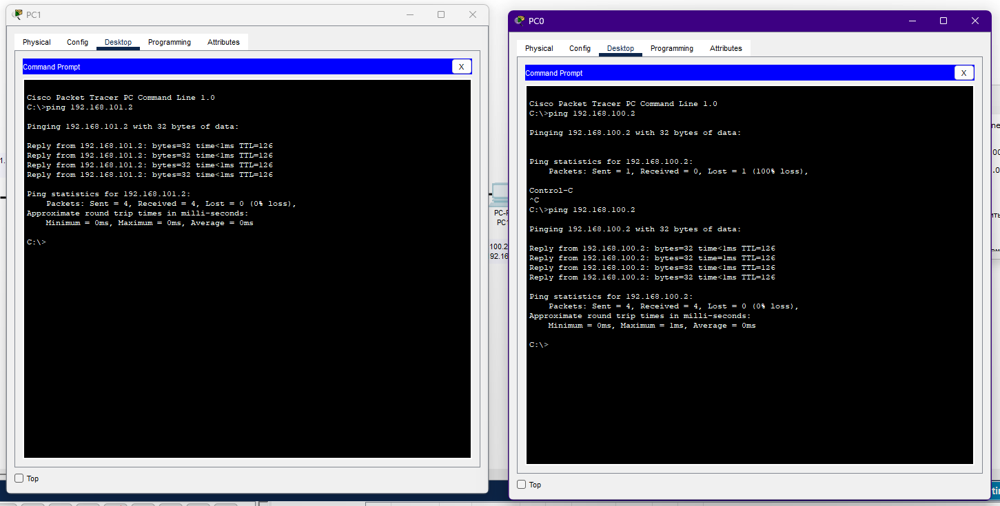 PC1
Physical Config Desktop Programming Attributes
Command Prompt
X
Cisco Packet Tracer PC Command Line 1.0
C:\>ping 192.168.101.2
Pinging 192.168.101.2 with 32 bytes of data:
Reply from 192.168.101.2: bytes=32 time<1ms TTL=126
Reply from 192.168.101.2: bytes=32 time<1ms TTL=126
Reply from 192.168.101.2: bytes=32 time<1ms TTL=126
Reply from 192.168.101.2: bytes=32 time<1ms TTL=126
Ping statistics for 192.168.101.2:
Packets: Sent = 4, Received = 4, Lost = 0 (0% loss),
Approximate round trip times in milli-seconds:
Minimum = 0ms, Maximum = 0ms, Average = 0ms
C:\>
Top
1.
PC-P
PC1
100.2
92.16
PC0
Physical Config Desktop Programming Attributes
Command Prompt
X
Cisco Packet Tracer PC Command Line 1.0
C:\>ping 192.168.100.2
Pinging 192.168.100.2 with 32 bytes of data:
Ping statistics for 192.168.100.2:
Packets: Sent = 1, Received = 0, Lost = 1 (100% loss),
Control-C
^C
C:\>ping 192.168.100.2
Pinging 192.168.100.2 with 32 bytes of data:
Reply from 192.168.100.2: bytes=32 time<1ms TTL=126
Reply from 192.168.100.2: bytes=32 time=1ms TTL=126
Reply from 192.168.100.2: bytes=32 time<1ms TTL=126
Reply from 192.168.100.2: bytes=32 time<1ms TTL=126
Ping statistics for 192.168.100.2:
Packets: Sent = 4, Received = 4, Lost = 0 (0% loss),
Approximate round trip times in milli-seconds:
Minimum = 0ms, Maximum = 1ms, Average = 0ms
C:\>
Top